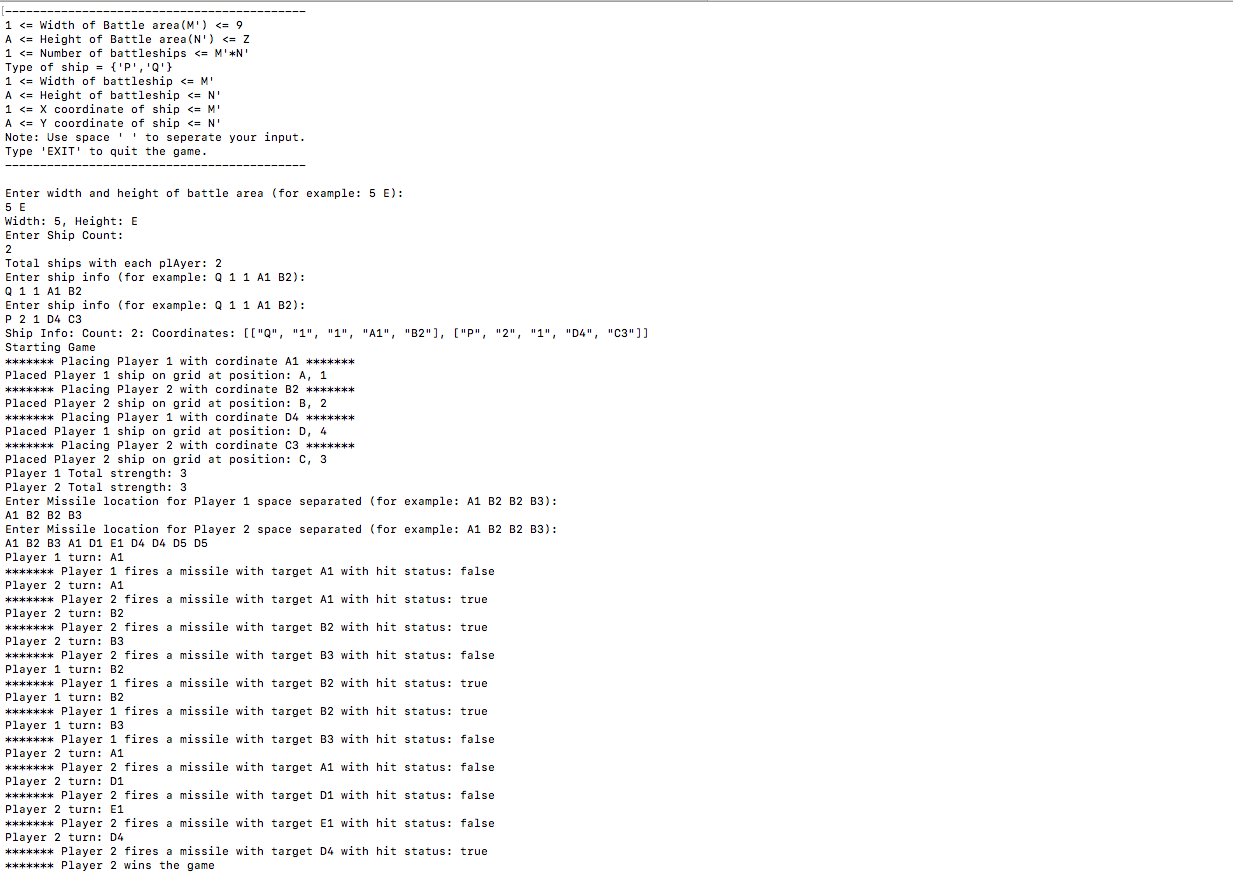 -------------------------------------------
1 <= Width of Battle area(M') <= 9
A <= Height of Battle area(N') <= Z
1 <= Number of battleships <= M'*N'
Type of ship = {'P','Q'}
1 <= Width of battleship <= M'
A <= Height of battleship <= N'
1 <= X coordinate of ship <= M'
A <= Y coordinate of ship <= N'
Note: Use space ' ' to seperate your input.
Type 'EXIT' to quit the game.
-------------------------------------------
Enter width and height of battle area (for example: 5 E):
5 E
Width: 5, Height: E
Enter Ship Count:
2
Total ships with each plAyer: 2
Enter ship info (for example: Q 1 1 A1 B2):
Q 1 1 A1 B2
Enter ship info (for example: Q 1 1 A1 B2):
P 2 1 D4 C3
Ship Info: Count: 2: Coordinates: [["Q", "1", "1", "A1", "B2"], ["P", "2", "1", "D4", "C3"]]
Starting Game
******* Placing Player 1 with cordinate A1 *******
Placed Player 1 ship on grid at position: A, 1
******* Placing Player 2 with cordinate B2 *******
Placed Player 2 ship on grid at position: B, 2
******* Placing Player 1 with cordinate D4 *******
Placed Player 1 ship on grid at position: D, 4
******* Placing Player 2 with cordinate C3 *******
Placed Player 2 ship on grid at position: C, 3
Player 1 Total strength: 3
Player 2 Total strength: 3
Enter Missile location for Player 1 space separated (for example: A1 B2 B2 B3):
A1 B2 B2 B3
Enter Missile location for Player 2 space separated (for example: A1 B2 B2 B3):
A1 B2 B3 A1 D1 E1 D4 D4 D5 D5
Player 1 turn: A1
******* Player 1 fires a missile with target A1 with hit status: false
Player 2 turn: A1
******* Player 2 fires a missile with target A1 with hit status: true
Player 2 turn: B2
******* Player 2 fires a missile with target B2 with hit status: true
Player 2 turn: B3
******* Player 2 fires a missile with target B3 with hit status: false
Player 1 turn: B2
******* Player 1 fires a missile with target B2 with hit status: true
Player 1 turn: B2
******* Player 1 fires a missile with target B2 with hit status: true
Player 1 turn: B3
******* Player 1 fires a missile with target B3 with hit status: false
Player 2 turn: A1
******* Player 2 fires a missile with target A1 with hit status: false
Player 2 turn: D1
******* Player 2 fires a missile with target D1 with hit status: false
Player 2 turn: E1
******* Player 2 fires a missile with target E1 with hit status: false
Player 2 turn: D4
******* Player 2 fires a missile with target D4 with hit status: true
******* Player 2 wins the game